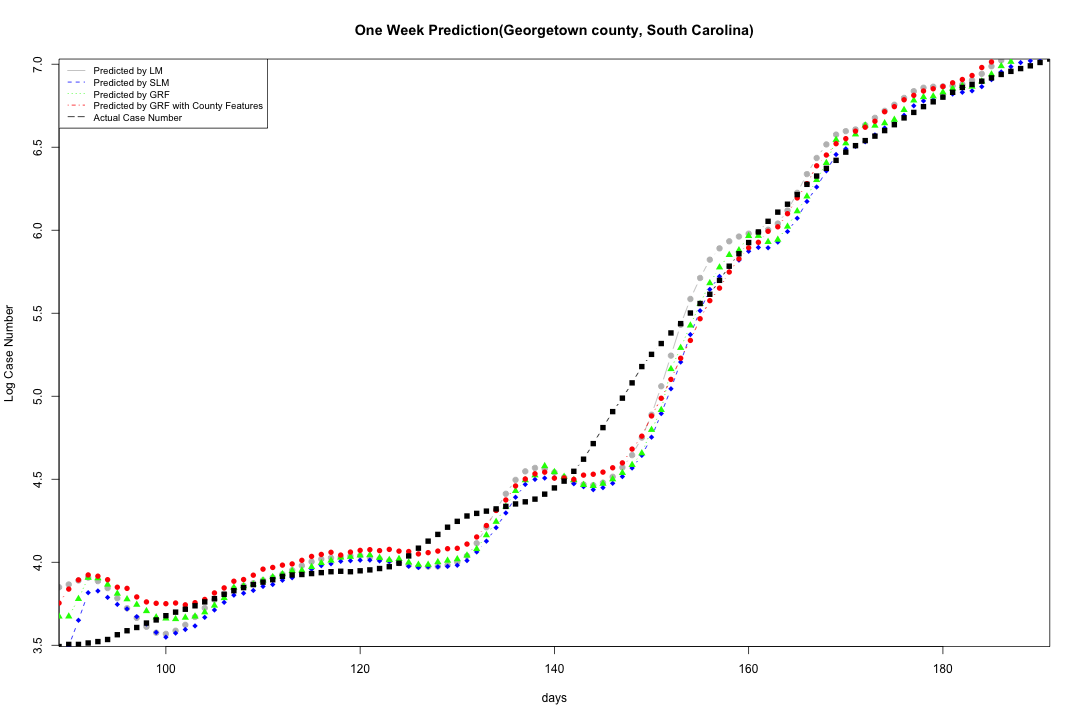 One Week Prediction(Georgetown county, South Carolina)
Predicted by LM
Predicted by SLM
Predicted by GRF
Predicted by GRF with County Features
Actual Case Number
7.0
6.5
6.0
5.5
5.0
4.5
4.0
3.5
Log Case Number
100 120 140 160 180
days